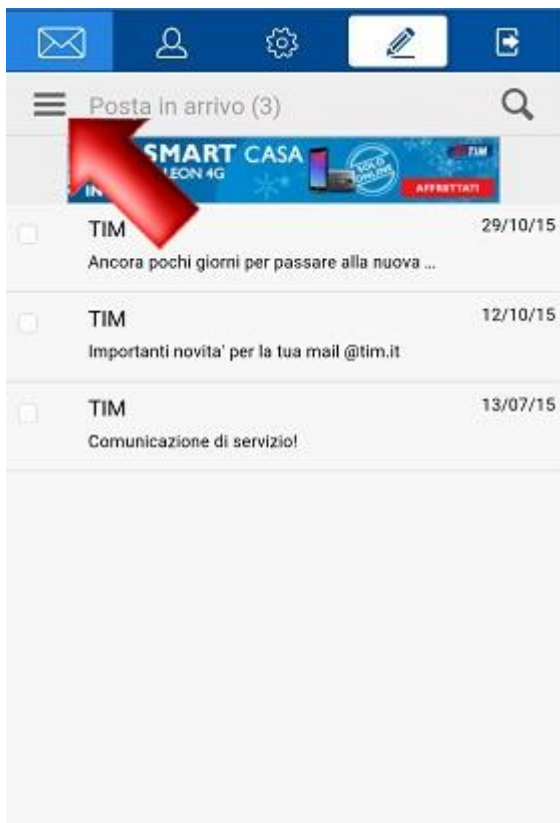 Posta in arrivo (3)
SMART CASA
LEON 4G
IN
SOLO
ONLINE
TIM
AFFRETTATI
TIM
29/10/15
Ancora pochi giorni per passare alla nuova ...
TIM
12/10/15
Importanti novita' per la tua mail @tim.it
TIM
13/07/15
Comunicazione di servizio!